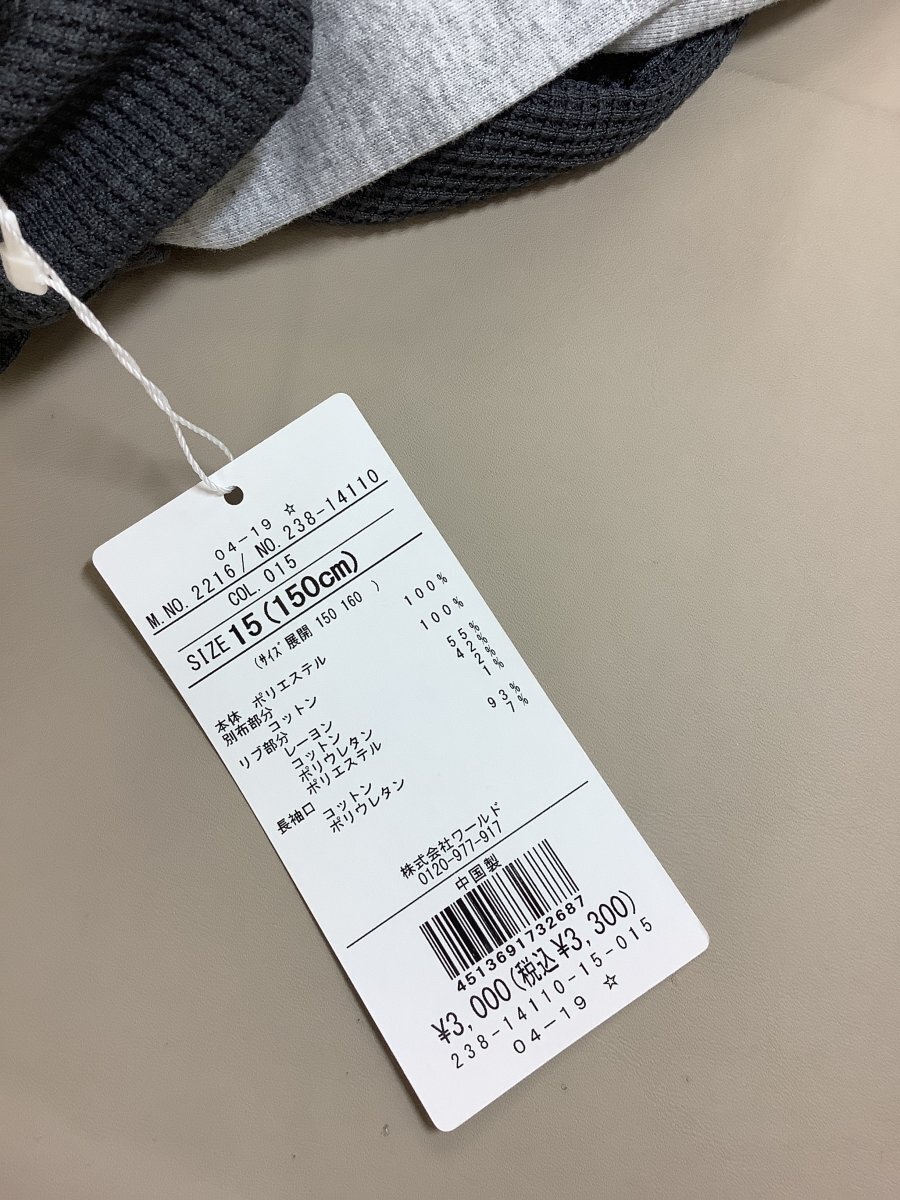 04-19 ☆
M.NO.2216/ NO.238-14110
COL.015
SIZE 15(150cm)
(ｻｲｽﾞ展開 150 160 )
本体 ポリエステル 100%
別布部分
コットン 100%
リブ部分
レーヨン 55%
コットン 42%
ポリウレタン 2%
ポリエステル 1%
長袖口 コットン 93%
ポリウレタン 7%
株式会社ワールド
0120-977-917
中国製
4513691732687
¥3,000(税込¥3,300)
238-14110-15-015
04-19 ☆